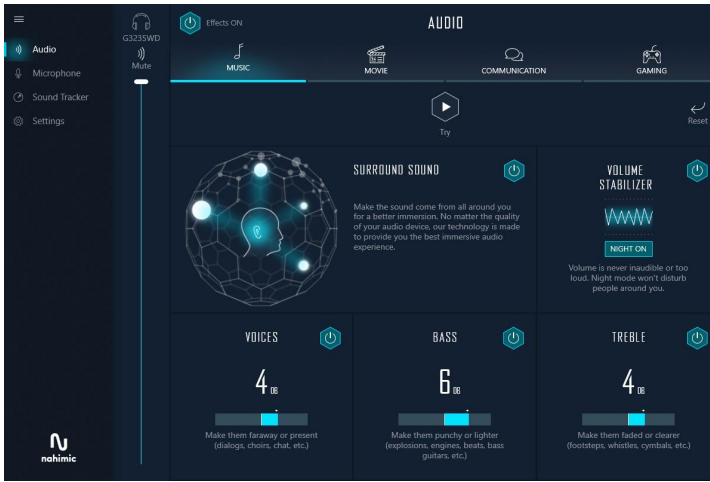 Audio
Microphone
Sound Tracker
Settings
nahimic
G3235WD
Mute
Effects ON
AUDIO
MUSIC
MOVIE
COMMUNICATION
GAMING
Try
Reset
SURROUND SOUND
Make the sound come from all around you
for a better immersion. No matter the quality
of your audio device, our technology is made
to provide you the best immersive audio
experience.
VOLUME
STABILIZER
NIGHT ON
Volume is never inaudible or too
loud. Night mode won't disturb
people around you.
VOICES
4 DB
Make them faraway or present
(dialogs, choirs, chat, etc.)
BASS
6 DB
Make them punchy or lighter
(explosions, engines, beats, bass
guitars, etc.)
TREBLE
4 DB
Make them faded or clearer
(footsteps, whistles, cymbals, etc.)